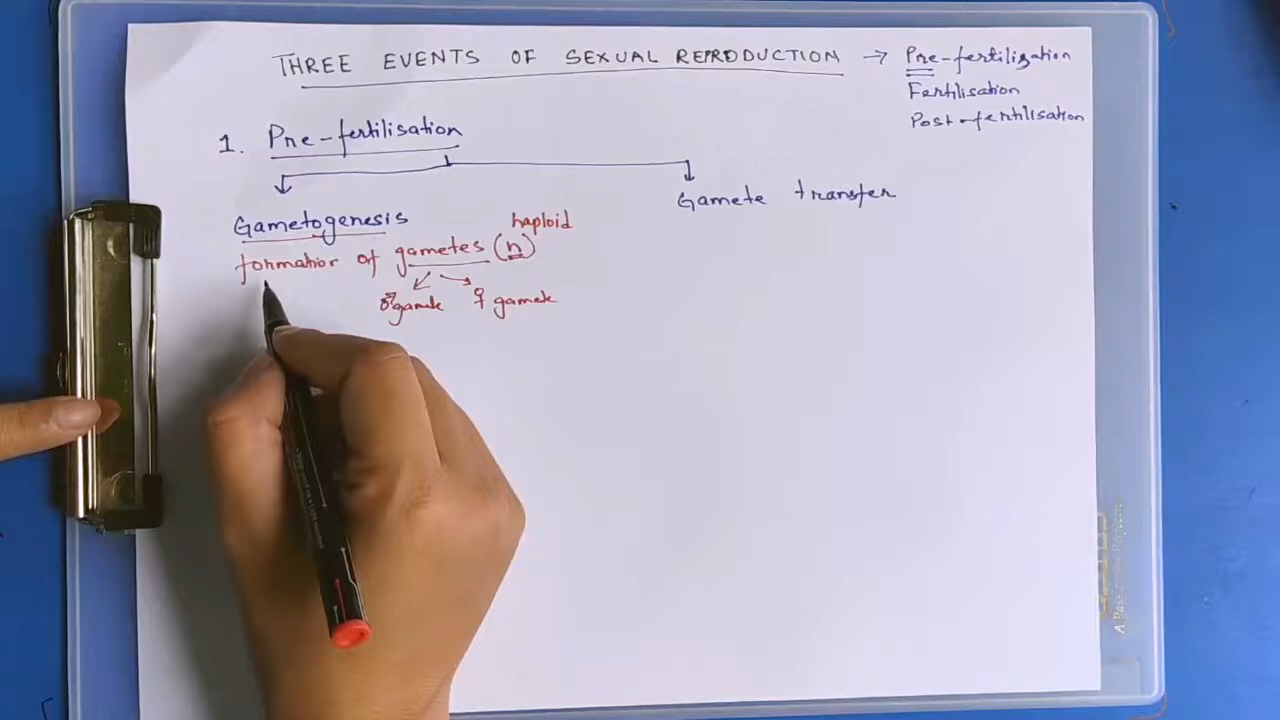 THREE EVENTS OF SEXUAL REPRODUCTION → Pre-fertilization
Fertilisation
Post-fertilisation
1. Pre-fertilisation
Gametogenesis
Gamete transfer
haploid
formation of gametes (n)
♂ gamete ♀ gamete